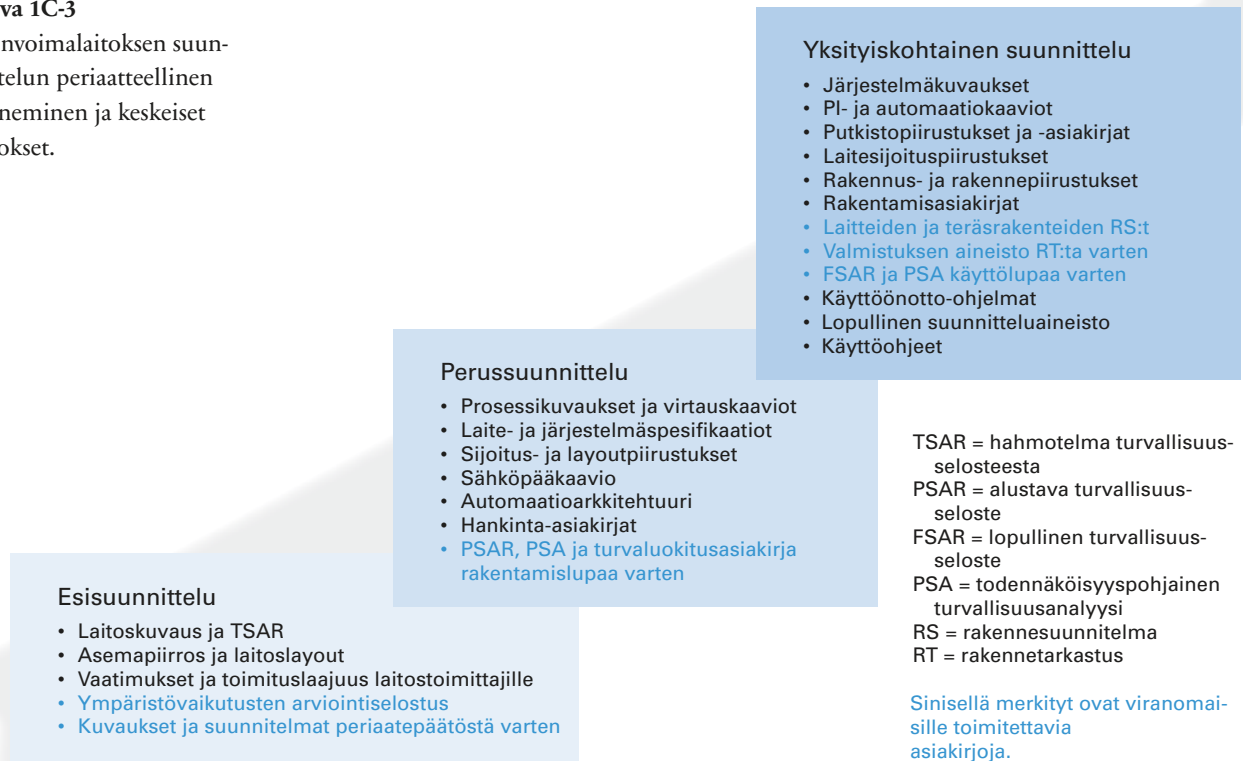 va 1C-3
nvoimalaitoksen suun-
telun periaatteellinen
neminen ja keskeiset
okset.
Yksityiskohtainen suunnittelu
• Järjestelmäkuvaukset
• PI- ja automaatiokaaviot
• Putkistopiirustukset ja -asiakirjat
• Laitesijoituspiirustukset
• Rakennus- ja rakennepiirustukset
• Rakentamisasiakirjat
• Laitteiden ja teräsrakenteiden RS:t
• Valmistuksen aineisto RT:ta varten
• FSAR ja PSA käyttölupaa varten
• Käyttöönotto-ohjelmat
• Lopullinen suunnitteluaineisto
• Käyttöohjeet
Perussuunnittelu
• Prosessikuvaukset ja virtauskaaviot
• Laite- ja järjestelmäspesifikaatiot
• Sijoitus- ja layoutpiirustukset
• Sähköpääkaavio
• Automaatioarkkitehtuuri
• Hankinta-asiakirjat
• PSAR, PSA ja turvaluokitusasiakirja
rakentamislupaa varten
Esisuunnittelu
• Laitoskuvaus ja TSAR
• Asemapiirros ja laitoslayout
• Vaatimukset ja toimituslaajuus laitostoimittajille
• Ympäristövaikutusten arviointiselostus
• Kuvaukset ja suunnitelmat periaatepäätöstä varten
TSAR = hahmotelma turvallisuus-
selosteesta
PSAR = alustava turvallisuus-
seloste
FSAR = lopullinen turvallisuus-
seloste
PSA = todennäköisyyspohjainen
turvallisuusanalyysi
RS = rakennesuunnitelma
RT = rakennetarkastus
Sinisellä merkityt ovat viranomai-
sille toimitettavia
asiakirjoja.